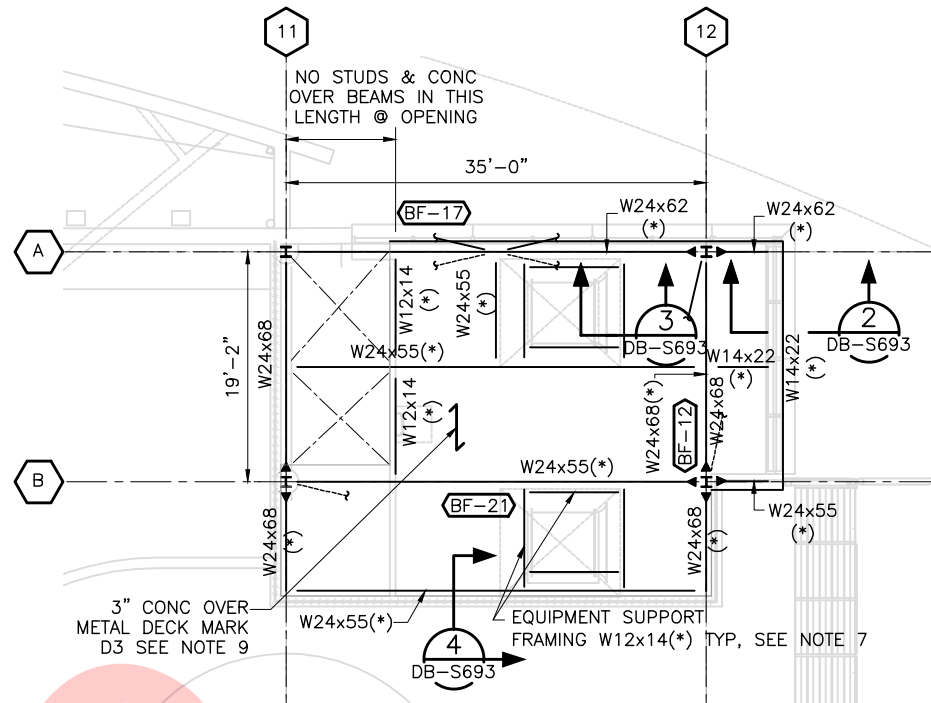 11
12
NO STUDS & CONC
OVER BEAMS IN THIS
LENGTH @ OPENING
35'-0"
BF-17
W24x62
(*)
W24x62
(*)
A
W24x68
19'-2"
W12x14
(*)
W24x55
(*)
3
DB-S693
2
DB-S693
W24x55(*)
W14x22
(*)
W14x22
(*)
W12x14
(*)
W24x68(*)
BF-12
W24x68
B
W24x55(*)
BF-21
W24x55
(*)
W24x68
(*)
W24x68
(*)
3" CONC OVER
METAL DECK MARK
D3 SEE NOTE 9
W24x55(*)
4
DB-S693
EQUIPMENT SUPPORT
FRAMING W12x14(*) TYP, SEE NOTE 7